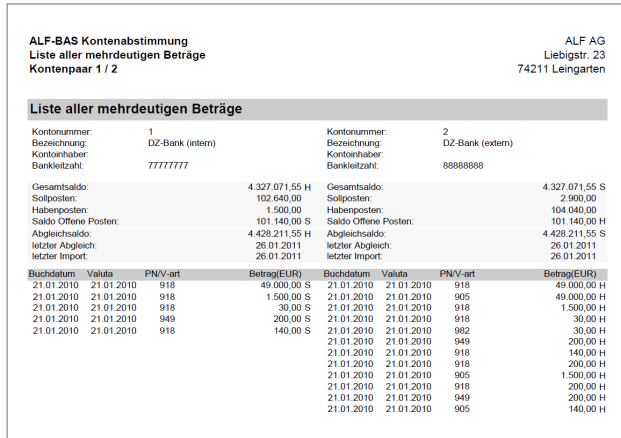 ALF-BAS Kontenabstimmung ALF AG
Liste aller mehrdeutigen Beträge Liebigstr. 23
Kontenpaar 1 / 2 74211 Leingarten
Liste aller mehrdeutigen Beträge
Kontonummer: 1 Kontonummer: 2
Bezeichnung: DZ-Bank (intern) Bezeichnung: DZ-Bank (extern)
Kontoinhaber: Kontoinhaber:
Bankleitzahl: 77777777 Bankleitzahl: 88888888
Gesamtsaldo: 4.327.071,55 H Gesamtsaldo: 4.327.071,55 S
Sollposten: 102.640,00 Sollposten: 2.900,00
Habenposten: 1.500,00 Habenposten: 104.040,00
Saldo Offene Posten: 101.140,00 S Saldo Offene Posten: 101.140,00 H
Abgleichsaldo: 4.428.211,55 H Abgleichsaldo: 4.428.211,55 S
letzter Abgleich: 26.01.2011 letzter Abgleich: 26.01.2011
letzter Import: 26.01.2011 letzter Import: 26.01.2011
Buchdatum Valuta PN/V-art Betrag(EUR) Buchdatum Valuta PN/V-art Betrag(EUR)
21.01.2010 21.01.2010 918 49.000,00 S 21.01.2010 21.01.2010 918 49.000,00 H
21.01.2010 21.01.2010 918 1.500,00 S 21.01.2010 21.01.2010 905 49.000,00 H
21.01.2010 21.01.2010 918 30,00 S 21.01.2010 21.01.2010 918 1.500,00 H
21.01.2010 21.01.2010 949 200,00 S 21.01.2010 21.01.2010 918 30,00 H
21.01.2010 21.01.2010 918 140,00 S 21.01.2010 21.01.2010 982 30,00 H
21.01.2010 21.01.2010 949 200,00 H
21.01.2010 21.01.2010 918 140,00 H
21.01.2010 21.01.2010 918 200,00 H
21.01.2010 21.01.2010 905 1.500,00 H
21.01.2010 21.01.2010 918 200,00 H
21.01.2010 21.01.2010 949 200,00 H
21.01.2010 21.01.2010 905 140,00 H